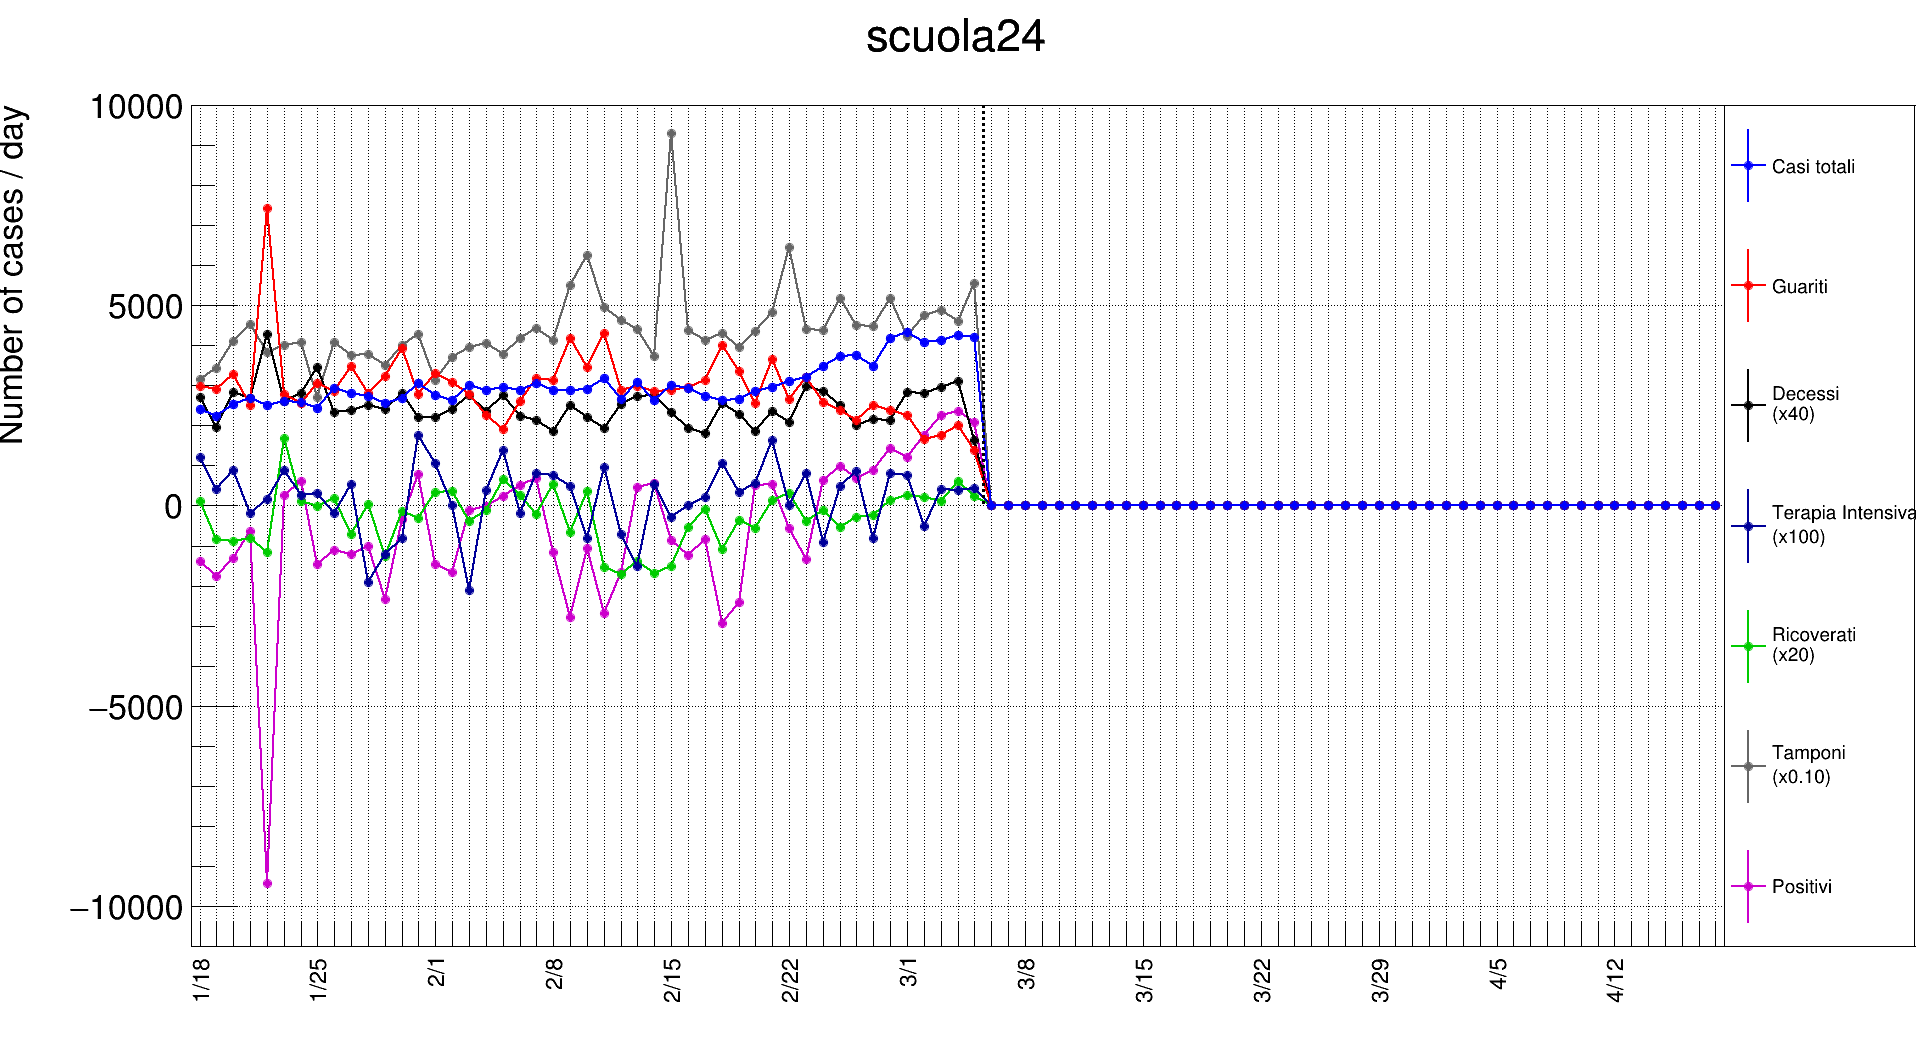 scuola24
Number of cases / day
10000
5000
0
−5000
−10000
1/18
1/25
2/1
2/8
2/15
2/22
3/1
3/8
3/15
3/22
3/29
4/5
4/12
Casi totali
Guariti
Decessi
(x40)
Terapia Intensiva
(x100)
Ricoverati
(x20)
Tamponi
(x0.10)
Positivi